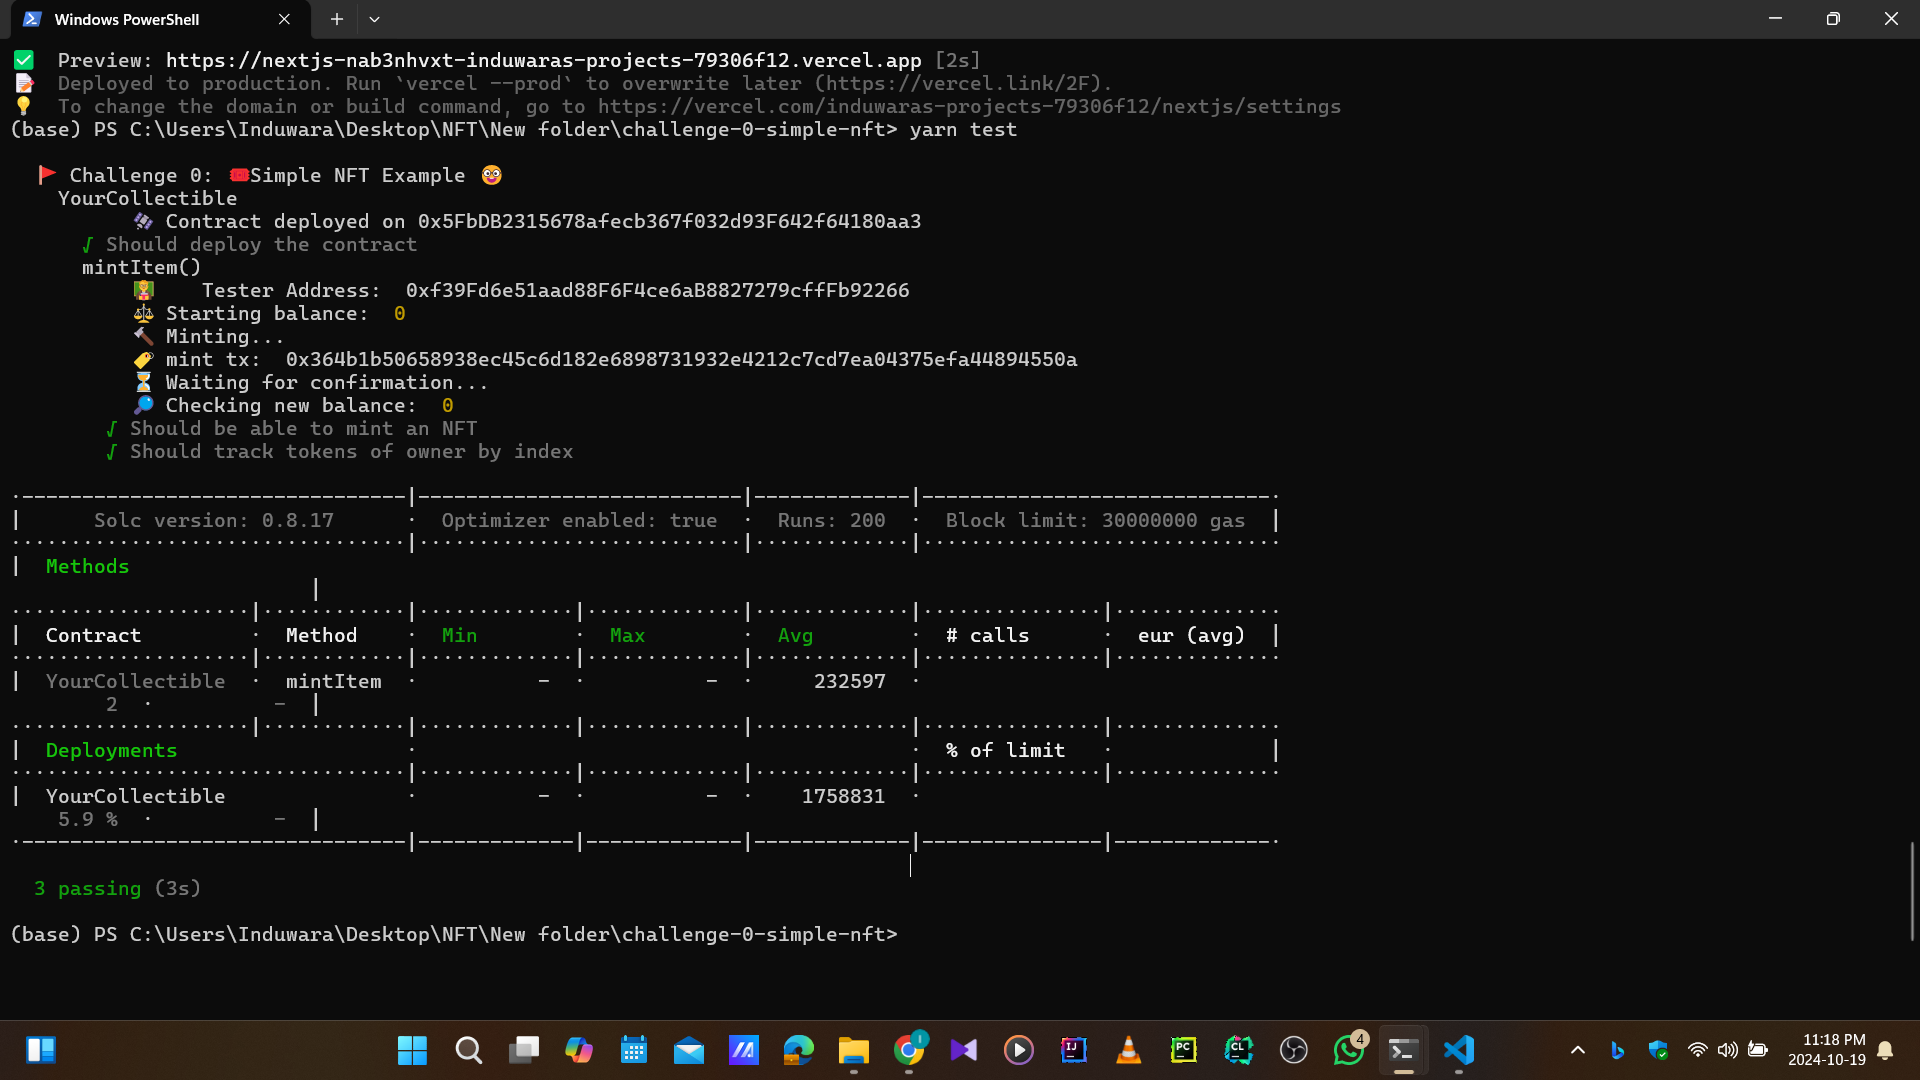 Windows PowerShell
Preview: https://nextjs-nab3nhvxt-induwaras-projects-79306f12.vercel.app [2s]
Deployed to production. Run `vercel --prod` to overwrite later (https://vercel.link/2F).
To change the domain or build command, go to https://vercel.com/induwaras-projects-79306f12/nextjs/settings
(base) PS C:\Users\Induwara\Desktop\NFT\New folder\challenge-0-simple-nft> yarn test
Challenge 0: Simple NFT Example
YourCollectible
Contract deployed on 0x5FbDB2315678afecb367f032d93F642f64180aa3
√ Should deploy the contract
mintItem()
Tester Address: 0xf39Fd6e51aad88F6F4ce6aB8827279cffFb92266
Starting balance: 0
Minting...
mint tx: 0x364b1b50658938ec45c6d182e6898731932e4212c7cd7ea04375efa44894550a
Waiting for confirmation...
Checking new balance: 0
√ Should be able to mint an NFT
√ Should track tokens of owner by index
| Solc version: 0.8.17 · Optimizer enabled: true · Runs: 200 · Block limit: 30000000 gas |
| Methods
|
| Contract · Method · Min · Max · Avg · # calls · eur (avg) |
| YourCollectible · mintItem · - · - · 232597 ·
2 · - |
| Deployments · · % of limit · |
| YourCollectible · - · - · 1758831 ·
5.9 % · - |
3 passing (3s)
(base) PS C:\Users\Induwara\Desktop\NFT\New folder\challenge-0-simple-nft>
I
IJ
PC
CL
4
11:18 PM
2024-10-19